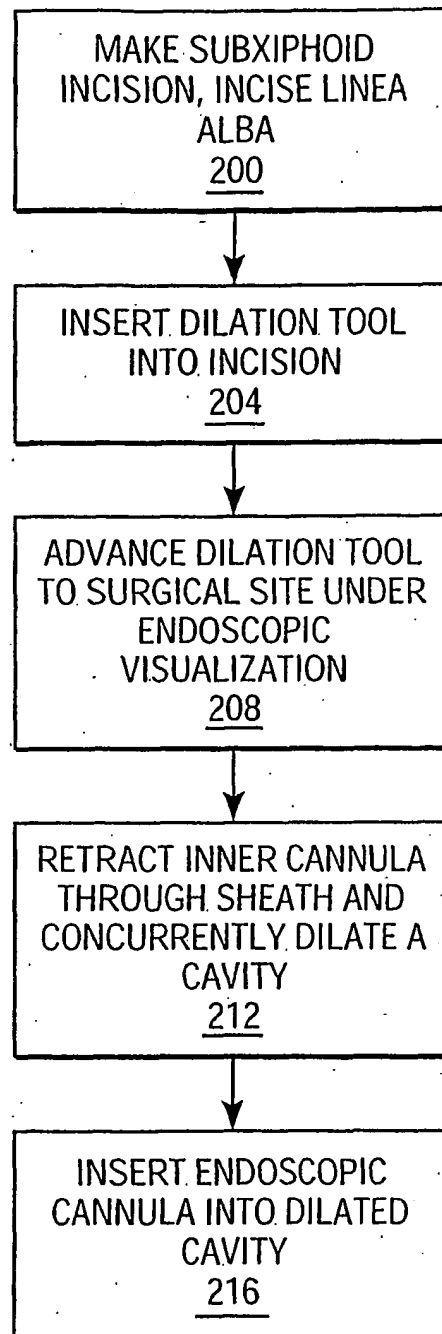 MAKE SUBXIPHOID
INCISION, INCISE LINEA
ALBA
200
INSERT DILATION TOOL
INTO INCISION
204
ADVANCE DILATION TOOL
TO SURGICAL SITE UNDER
ENDOSCOPIC
VISUALIZATION
208
RETRACT INNER CANNULA
THROUGH SHEATH AND
CONCURRENTLY DILATE A
CAVITY
212
INSERT ENDOSCOPIC
CANNULA INTO DILATED
CAVITY
216